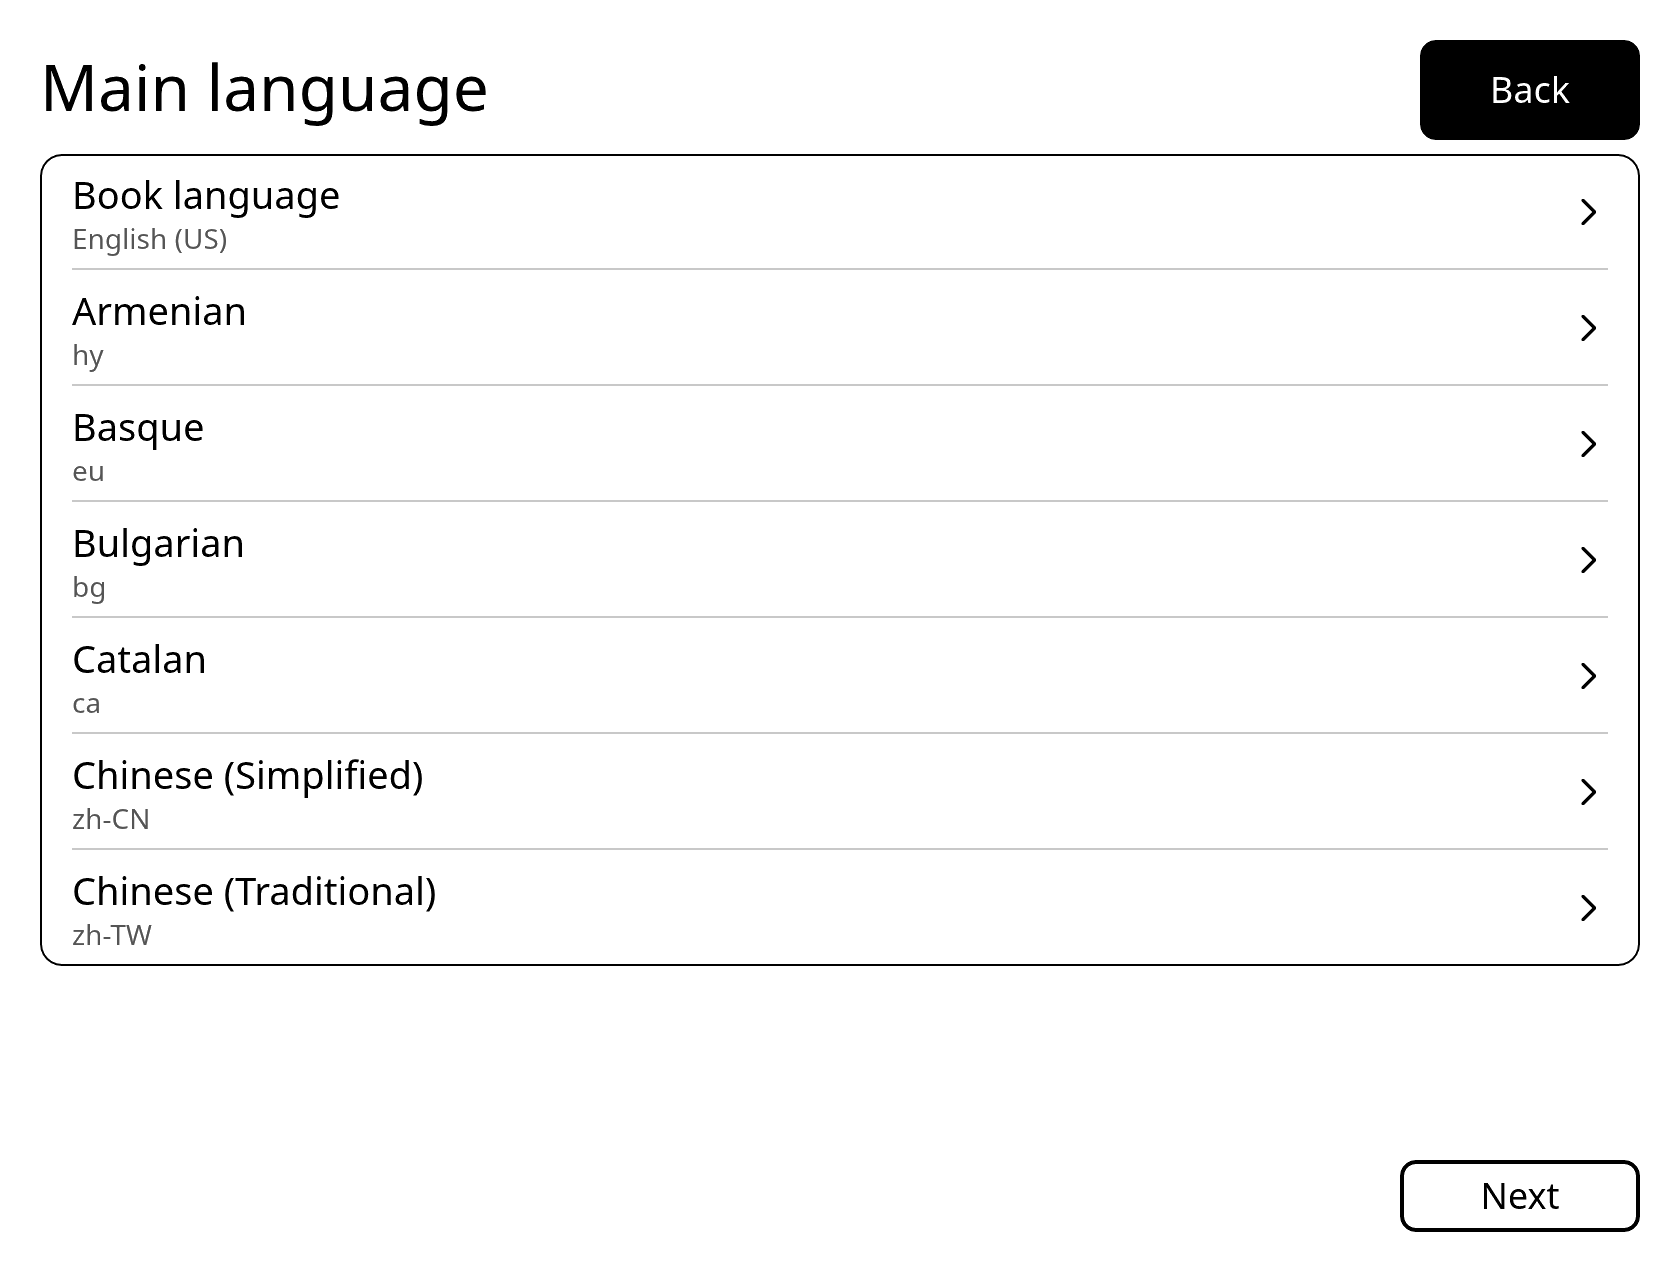 Main language
Back
Book language
English (US)
Armenian
hy
Basque
eu
Bulgarian
bg
Catalan
ca
Chinese (Simplified)
zh-CN
Chinese (Traditional)
zh-TW
Next